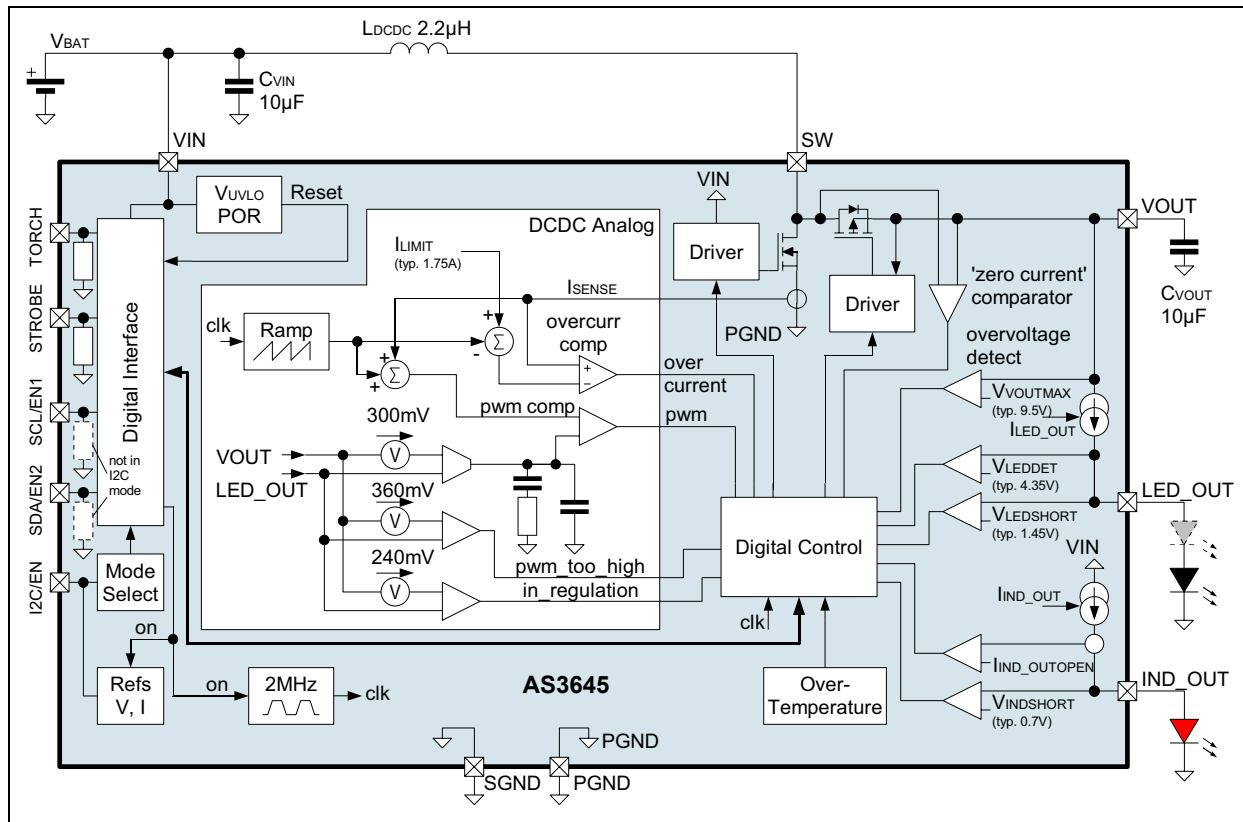 LDCDC 2.2µH
VBAT
+
CVIN
10µF
VIN
SW
VUVLO
POR
Reset
VIN
VOUT
TORCH
DCDC Analog
ILIMIT
(typ. 1.75A)
Driver
ISENSE
Driver
'zero current'
comparator
CVOUT
10µF
STROBE
Digital Interface
clk
Ramp
+
Σ
-
+
+
Σ
overcurr
comp
+
−
PGND
overvoltage
detect
over
current
SCL/EN1
pwm comp
pwm
VVOUTMAX
(typ. 9.5V)
ILED_OUT
300mV
V
VOUT
LED_OUT
not in
I2C
mode
SDA/EN2
360mV
V
VLEDDET
(typ. 4.35V)
LED_OUT
VLEDSHORT
(typ. 1.45V)
Digital Control
240mV
V
pwm_too_high
in_regulation
VIN
I2C/EN
Mode
Select
IIND_OUT
clk
on
Refs
V, I
on
2MHz
clk
AS3645
Over-
Temperature
IIND_OUTOPEN
IND_OUT
VINDSHORT
(typ. 0.7V)
PGND
SGND
PGND